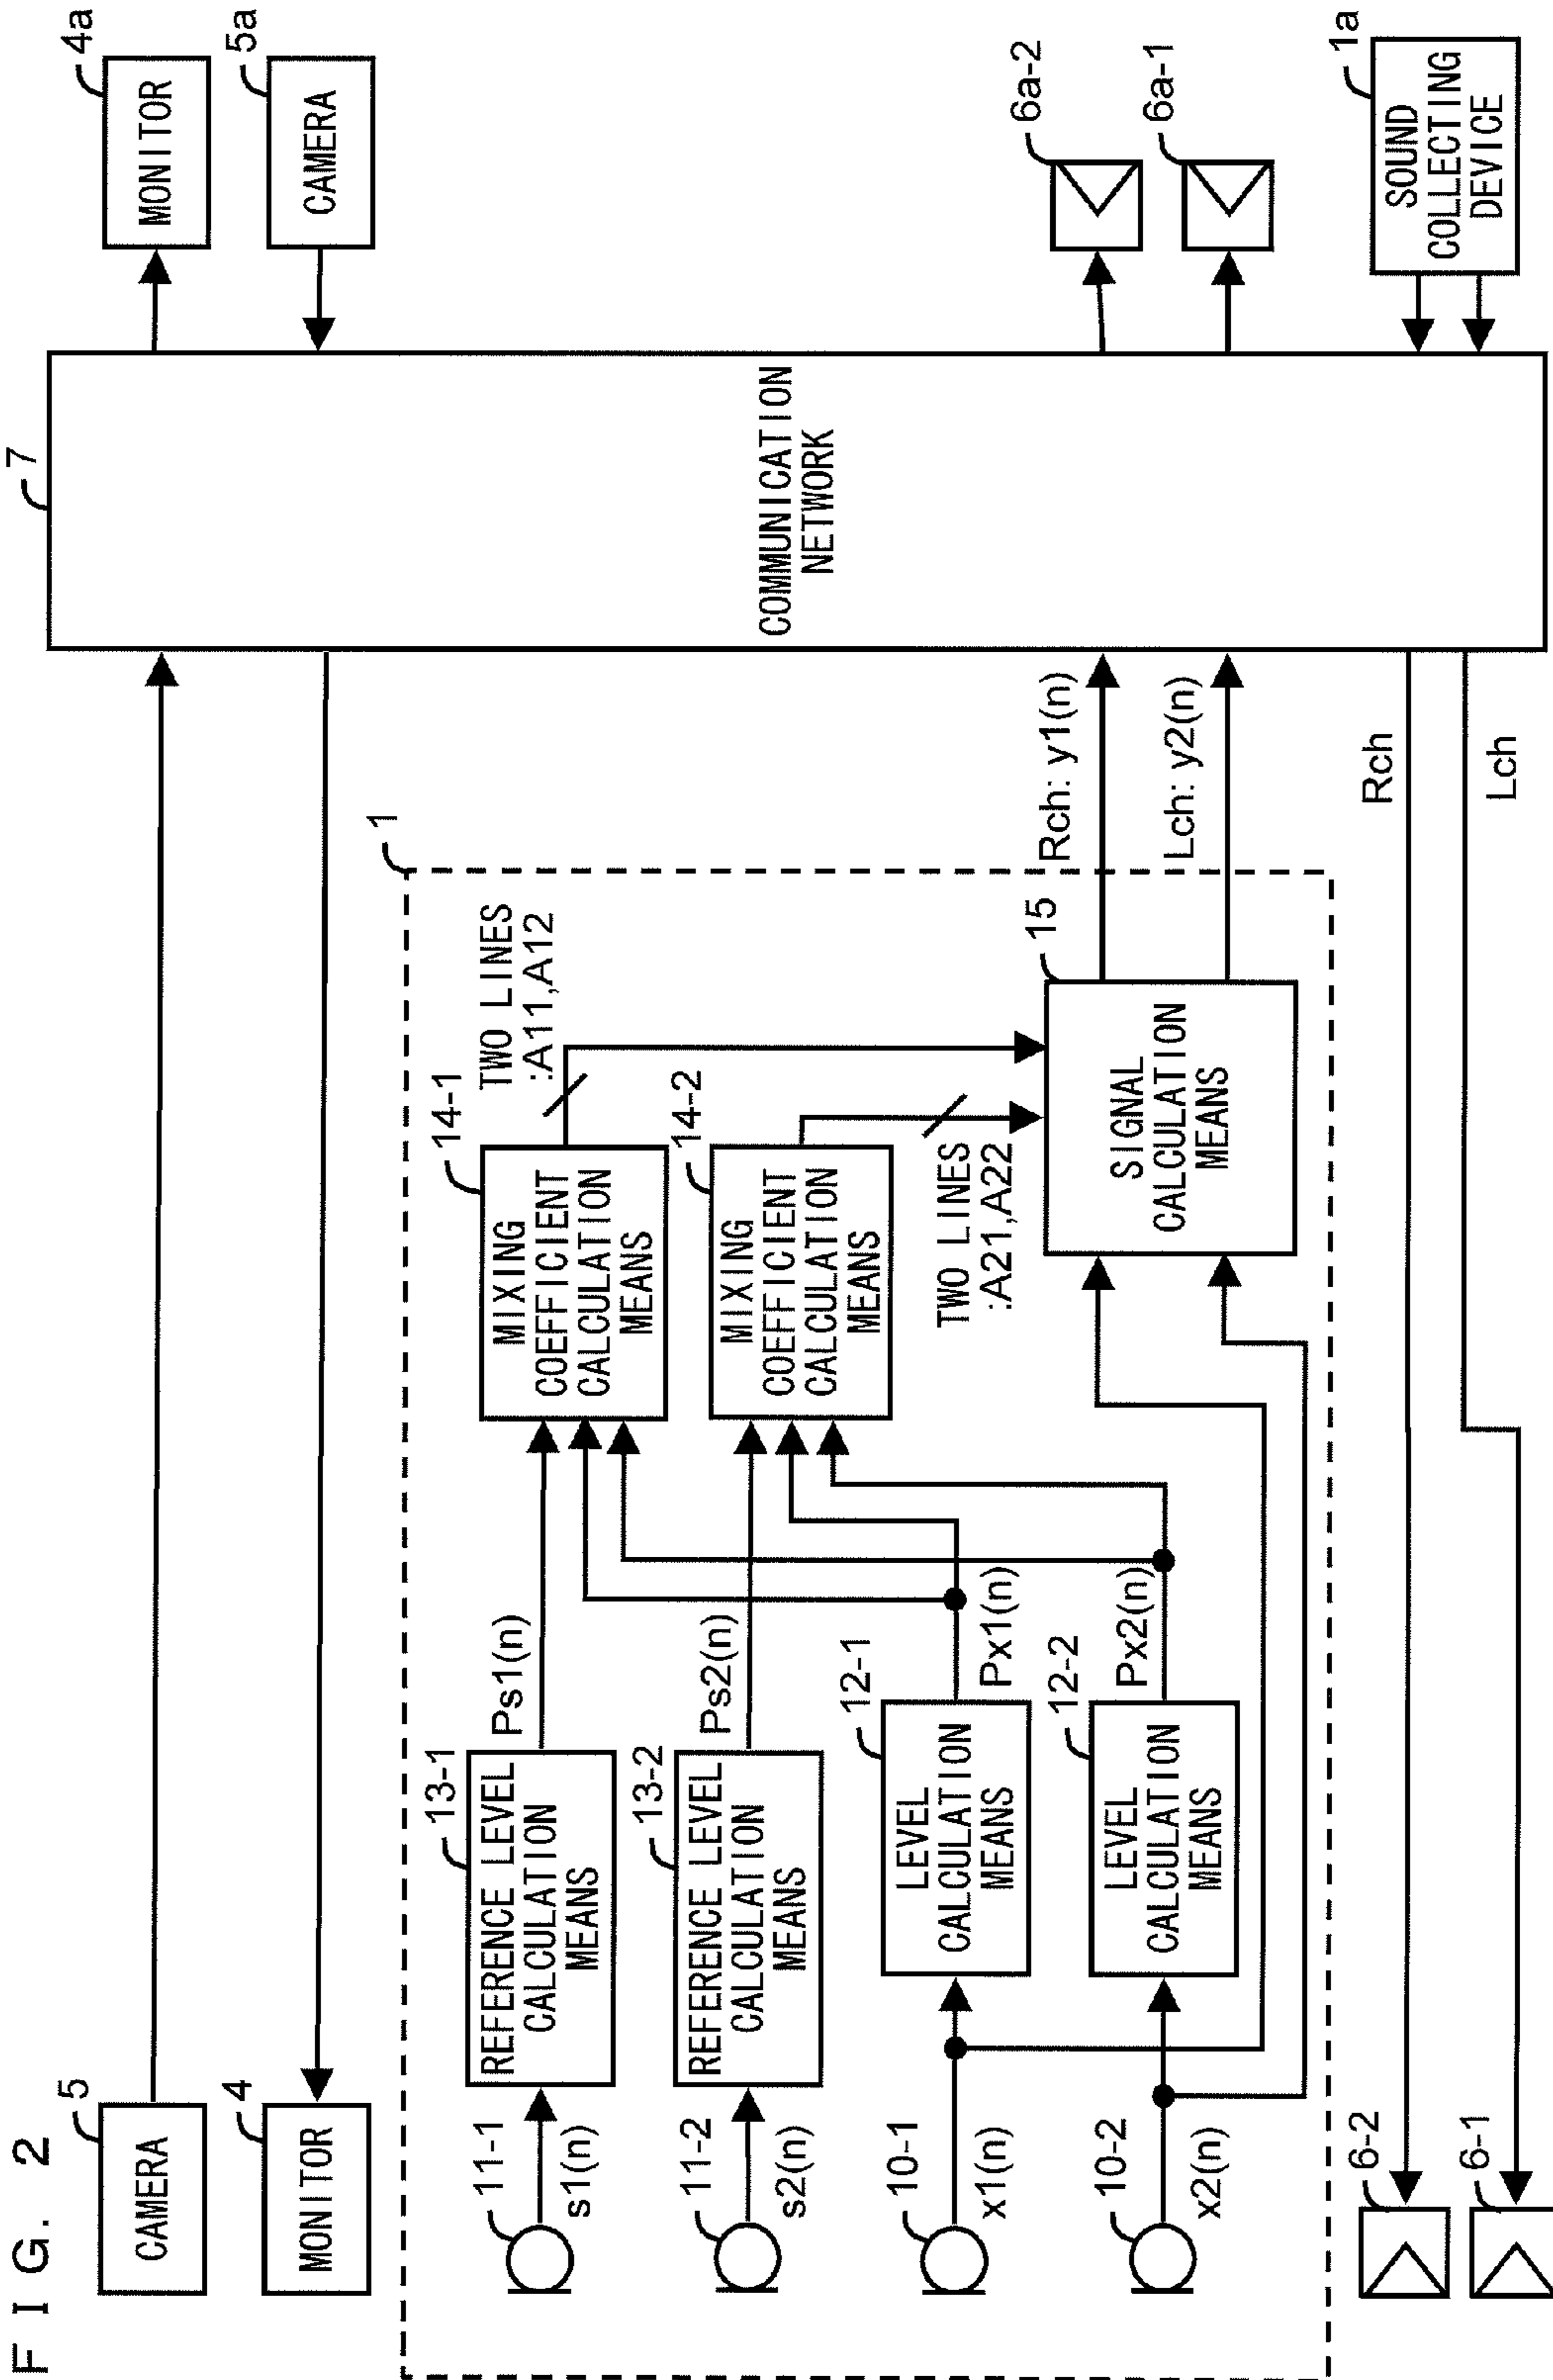 FIG. 2
5
CAMERA
4
MONITOR
7
COMMUNICATION
NETWORK
4a
MONITOR
5a
CAMERA
1
11-1
s1(n)
13-1
REFERENCE LEVEL
CALCULATION
MEANS
Ps1(n)
14-1
MIXING
COEFFICIENT
CALCULATION
MEANS
TWO LINES
:A11,A12
11-2
s2(n)
13-2
REFERENCE LEVEL
CALCULATION
MEANS
Ps2(n)
14-2
MIXING
COEFFICIENT
CALCULATION
MEANS
TWO LINES
:A21,A22
10-1
x1(n)
12-1
LEVEL
CALCULATION
MEANS
Px1(n)
10-2
x2(n)
12-2
LEVEL
CALCULATION
MEANS
Px2(n)
15
SIGNAL
CALCULATION
MEANS
Rch: y1(n)
Lch: y2(n)
6a-2
6a-1
1a
SOUND
COLLECTING
DEVICE
6-2
Rch
6-1
Lch